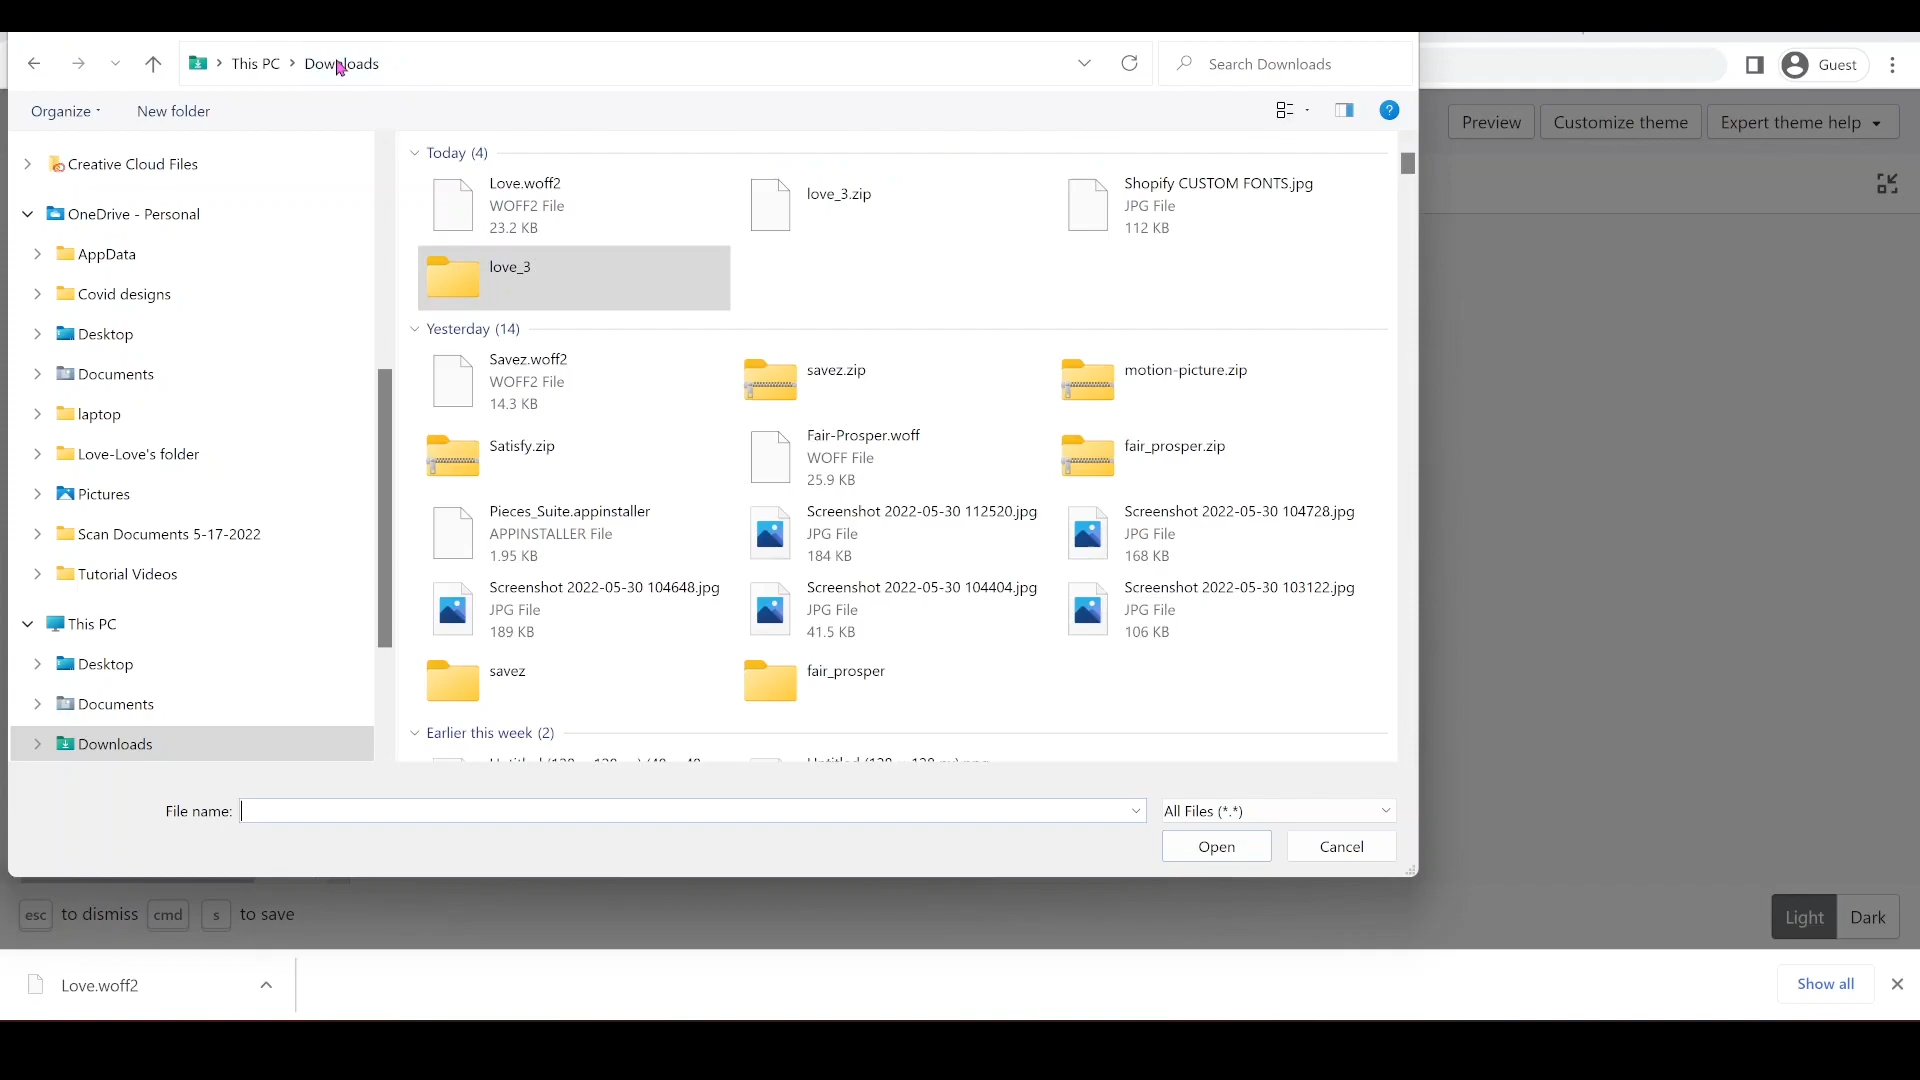 This PC
Downloads
Search Downloads
Guest
Organize
New folder
?
Preview
Customize theme
Expert theme help
Creative Cloud Files
OneDrive - Personal
AppData
Covid designs
Desktop
Documents
laptop
Love-Love's folder
Pictures
Scan Documents 5-17-2022
Tutorial Videos
This PC
Desktop
Documents
Downloads
Today (4)
Love.woff2
WOFF2 File
23.2 KB
love_3.zip
Shopify CUSTOM FONTS.jpg
JPG File
112 KB
love_3
Yesterday (14)
Savez.woff2
WOFF2 File
14.3 KB
savez.zip
motion-picture.zip
Satisfy.zip
Fair-Prosper.woff
WOFF File
25.9 KB
fair_prosper.zip
Pieces_Suite.appinstaller
APPINSTALLER File
1.95 KB
Screenshot 2022-05-30 112520.jpg
JPG File
184 KB
Screenshot 2022-05-30 104728.jpg
JPG File
168 KB
Screenshot 2022-05-30 104648.jpg
JPG File
189 KB
Screenshot 2022-05-30 104404.jpg
JPG File
41.5 KB
Screenshot 2022-05-30 103122.jpg
JPG File
106 KB
savez
fair_prosper
Earlier this week (2)
File name:
All Files (*.*)
Open
Cancel
esc to dismiss cmd s to save
Light
Dark
Love.woff2
Show all